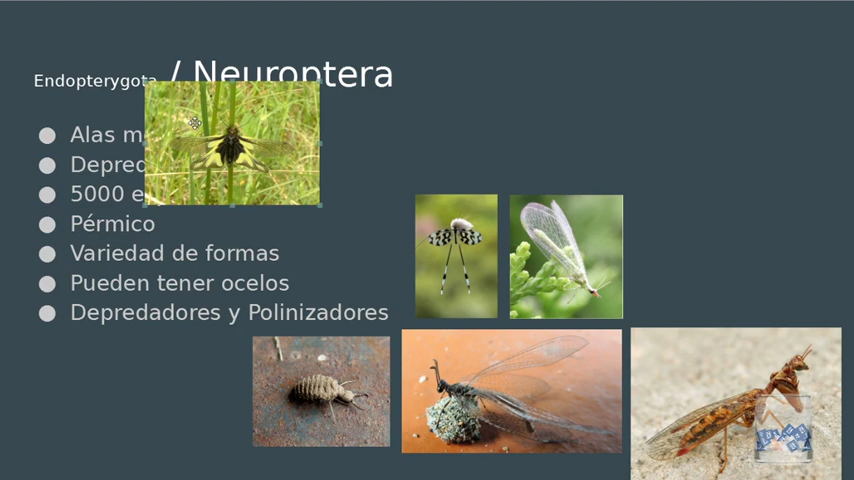 Endopterygota / Neuroptera
● Alas
● 5000
● Pérmico
● Variedad de formas
● Pueden tener ocelos
● Depredadores y Polinizadores